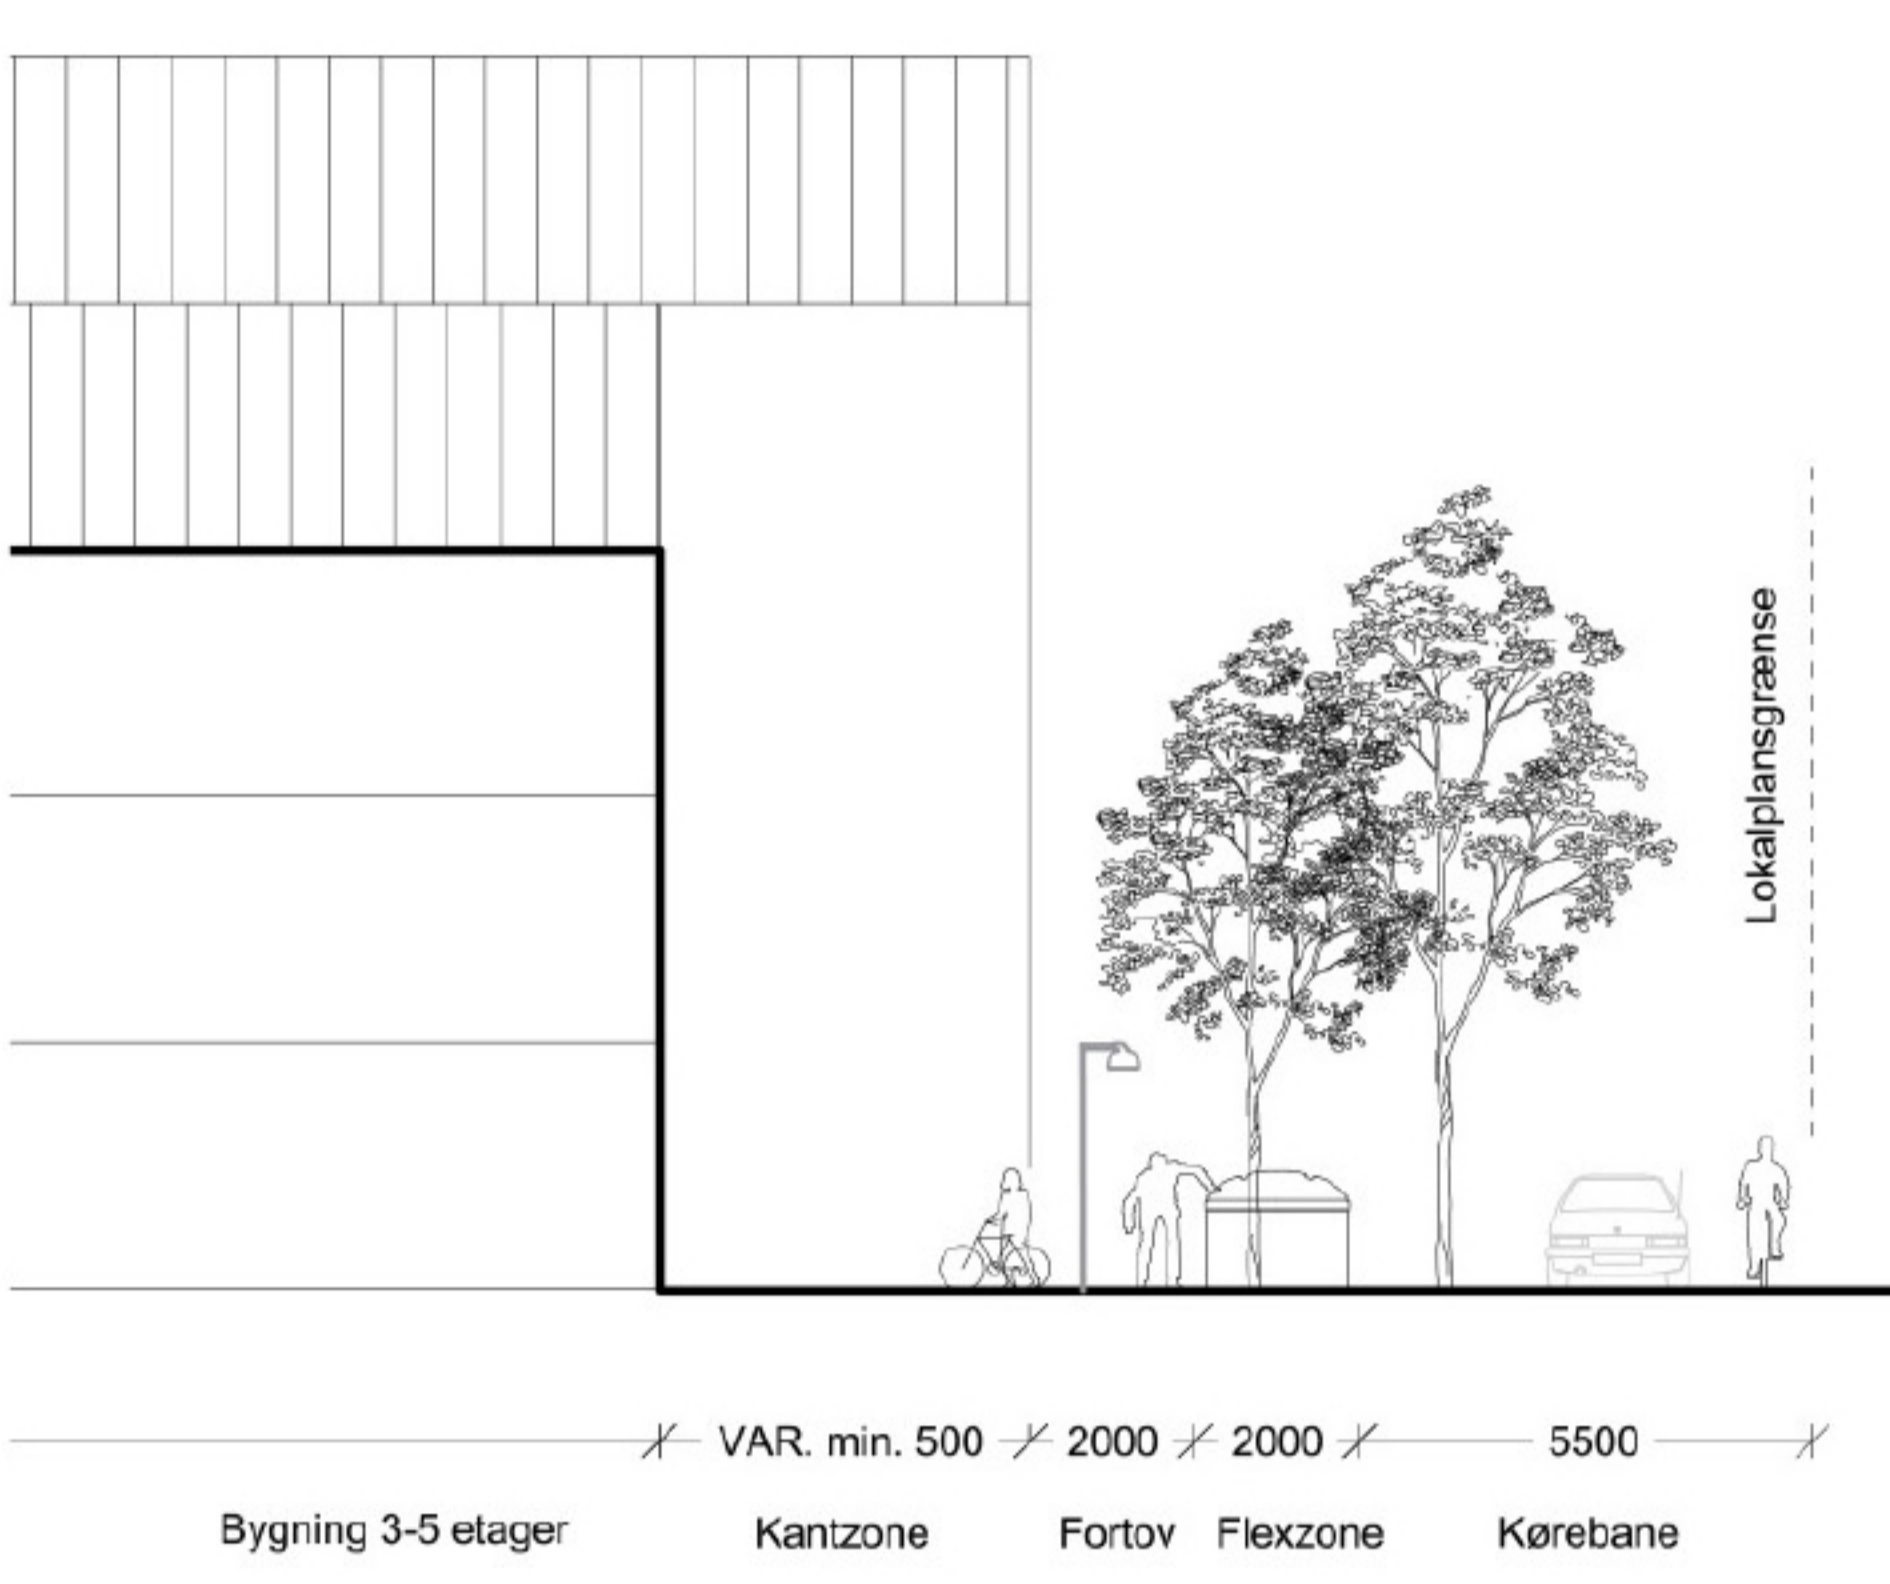 Lokalplansgrænse
VAR. min. 500 2000 2000 5500
Bygning 3-5 etager Kantzone Fortov Flexzone Kørebane